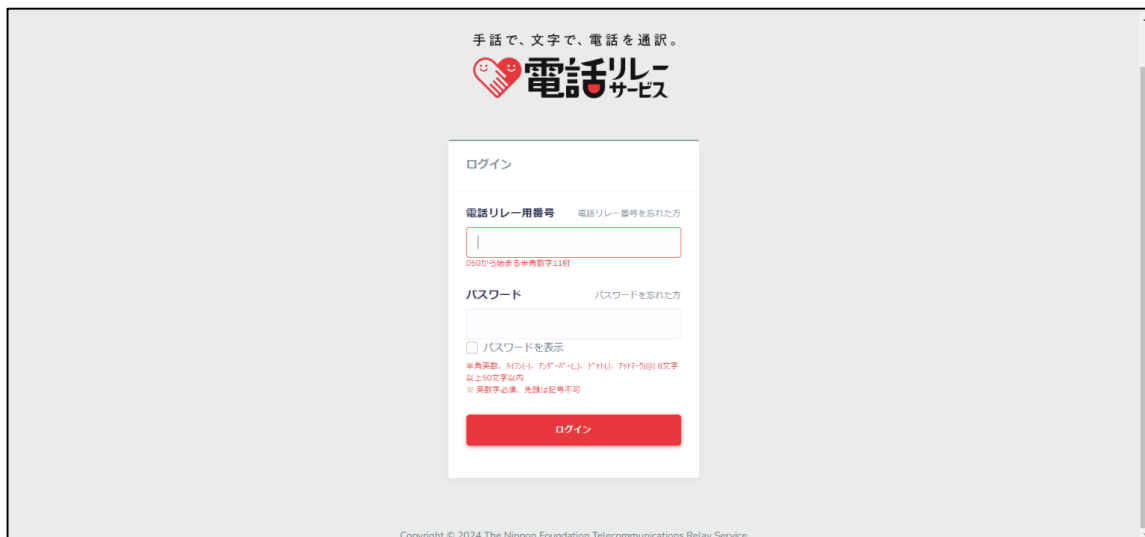 手話で、文字で、電話を通訳。
電話リレーサービス
ログイン
電話リレー用番号 電話リレー番号を忘れた方
050から始まる半角数字11桁
パスワード パスワードを忘れた方
パスワードを表示
半角英数、ﾊｲﾌﾝ(-)、ｱﾝﾀﾞｰﾊﾞｰ(_)、ﾄﾞｯﾄ(.)、ｱｯﾄﾏｰｸ(@) 8文字
以上50文字以内
※ 英数字必須、先頭は記号不可
ログイン
Copyright © 2024 The Nippon Foundation Telecommunications Relay Service